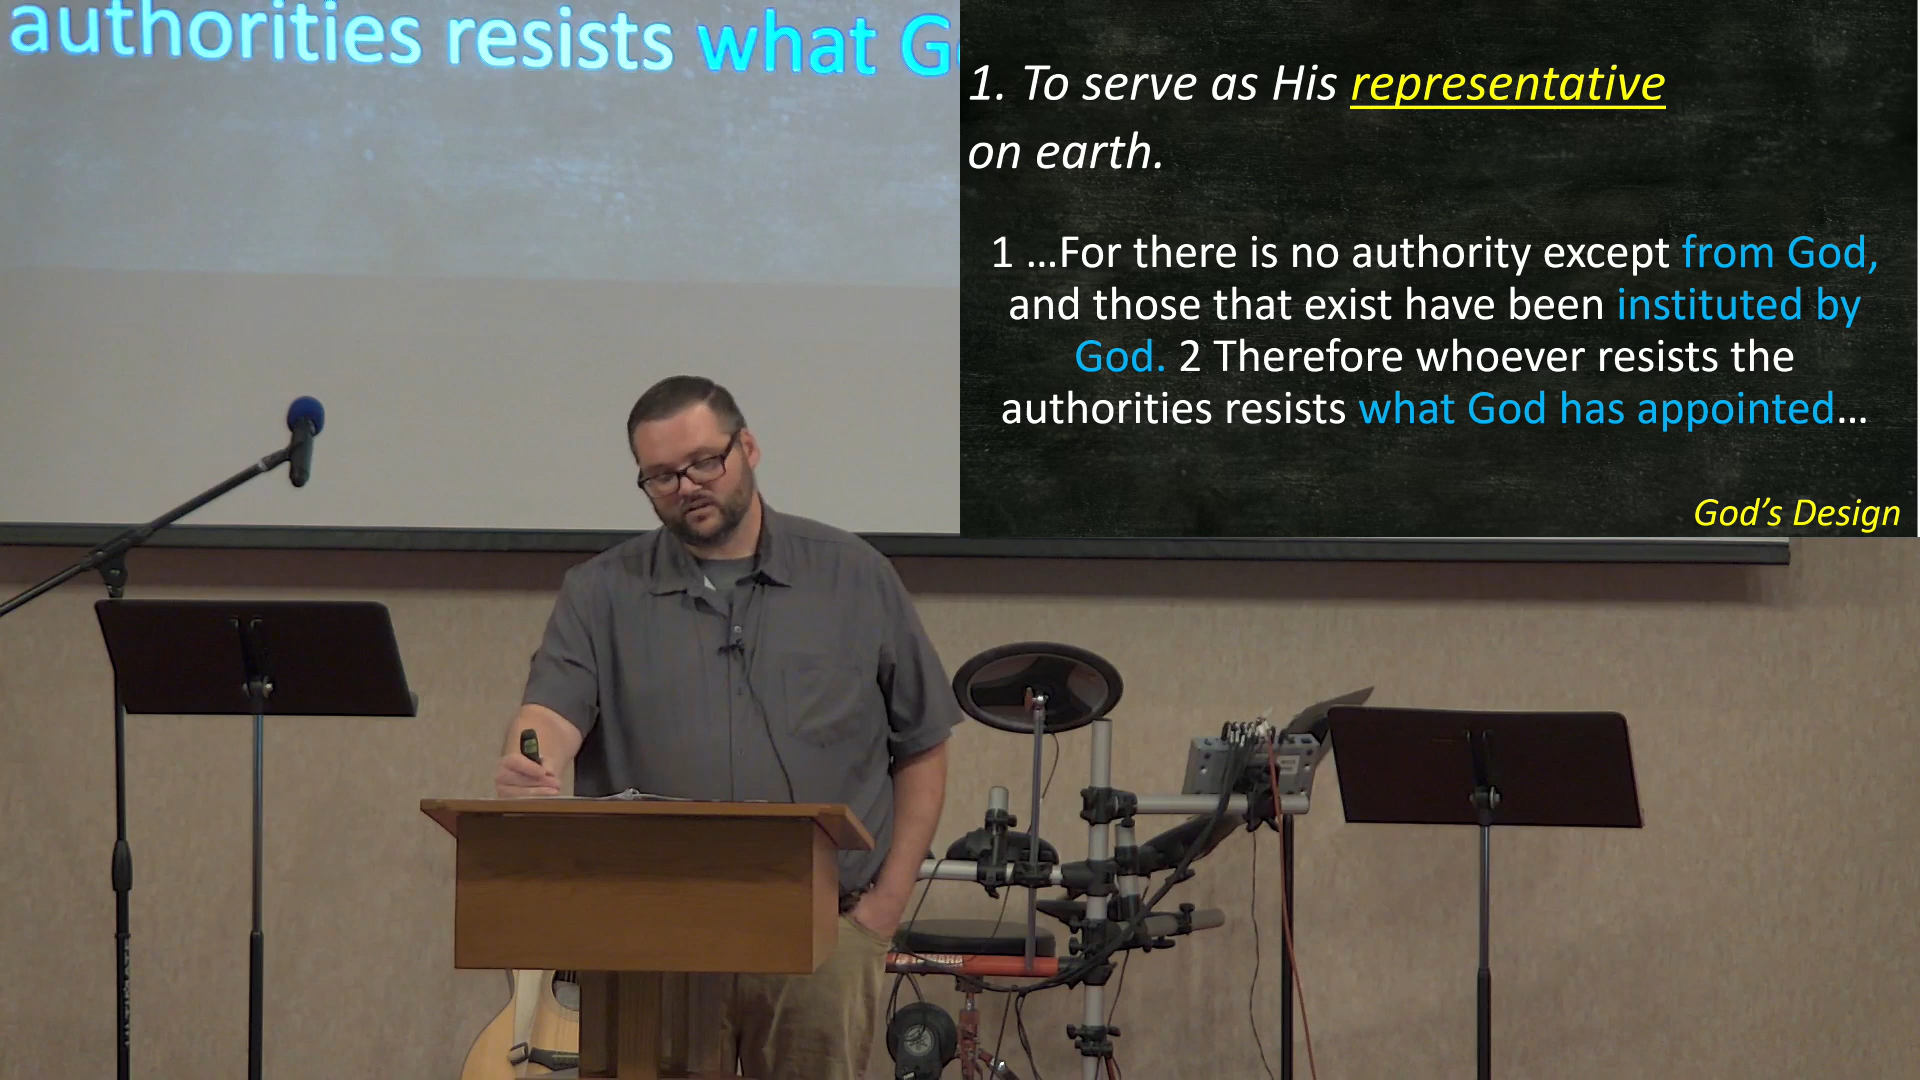 authorities resists what G
1. To serve as His representative
on earth.
1 …For there is no authority except from God,
and those that exist have been instituted by
God. 2 Therefore whoever resists the
authorities resists what God has appointed…
God's Design
TAMARA